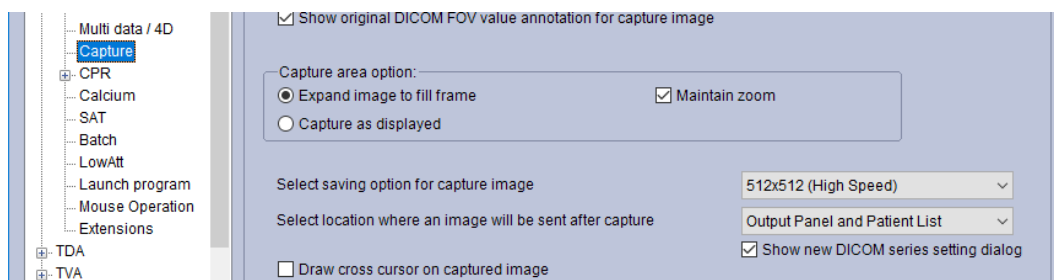 Multi data / 4D
Capture
CPR
Calcium
SAT
Batch
LowAtt
Launch program
Mouse Operation
Extensions
TDA
TVA
Show original DICOM FOV value annotation for capture image
Capture area option:
Expand image to fill frame
Maintain zoom
Capture as displayed
Select saving option for capture image
512x512 (High Speed)
Select location where an image will be sent after capture
Output Panel and Patient List
Show new DICOM series setting dialog
Draw cross cursor on captured image